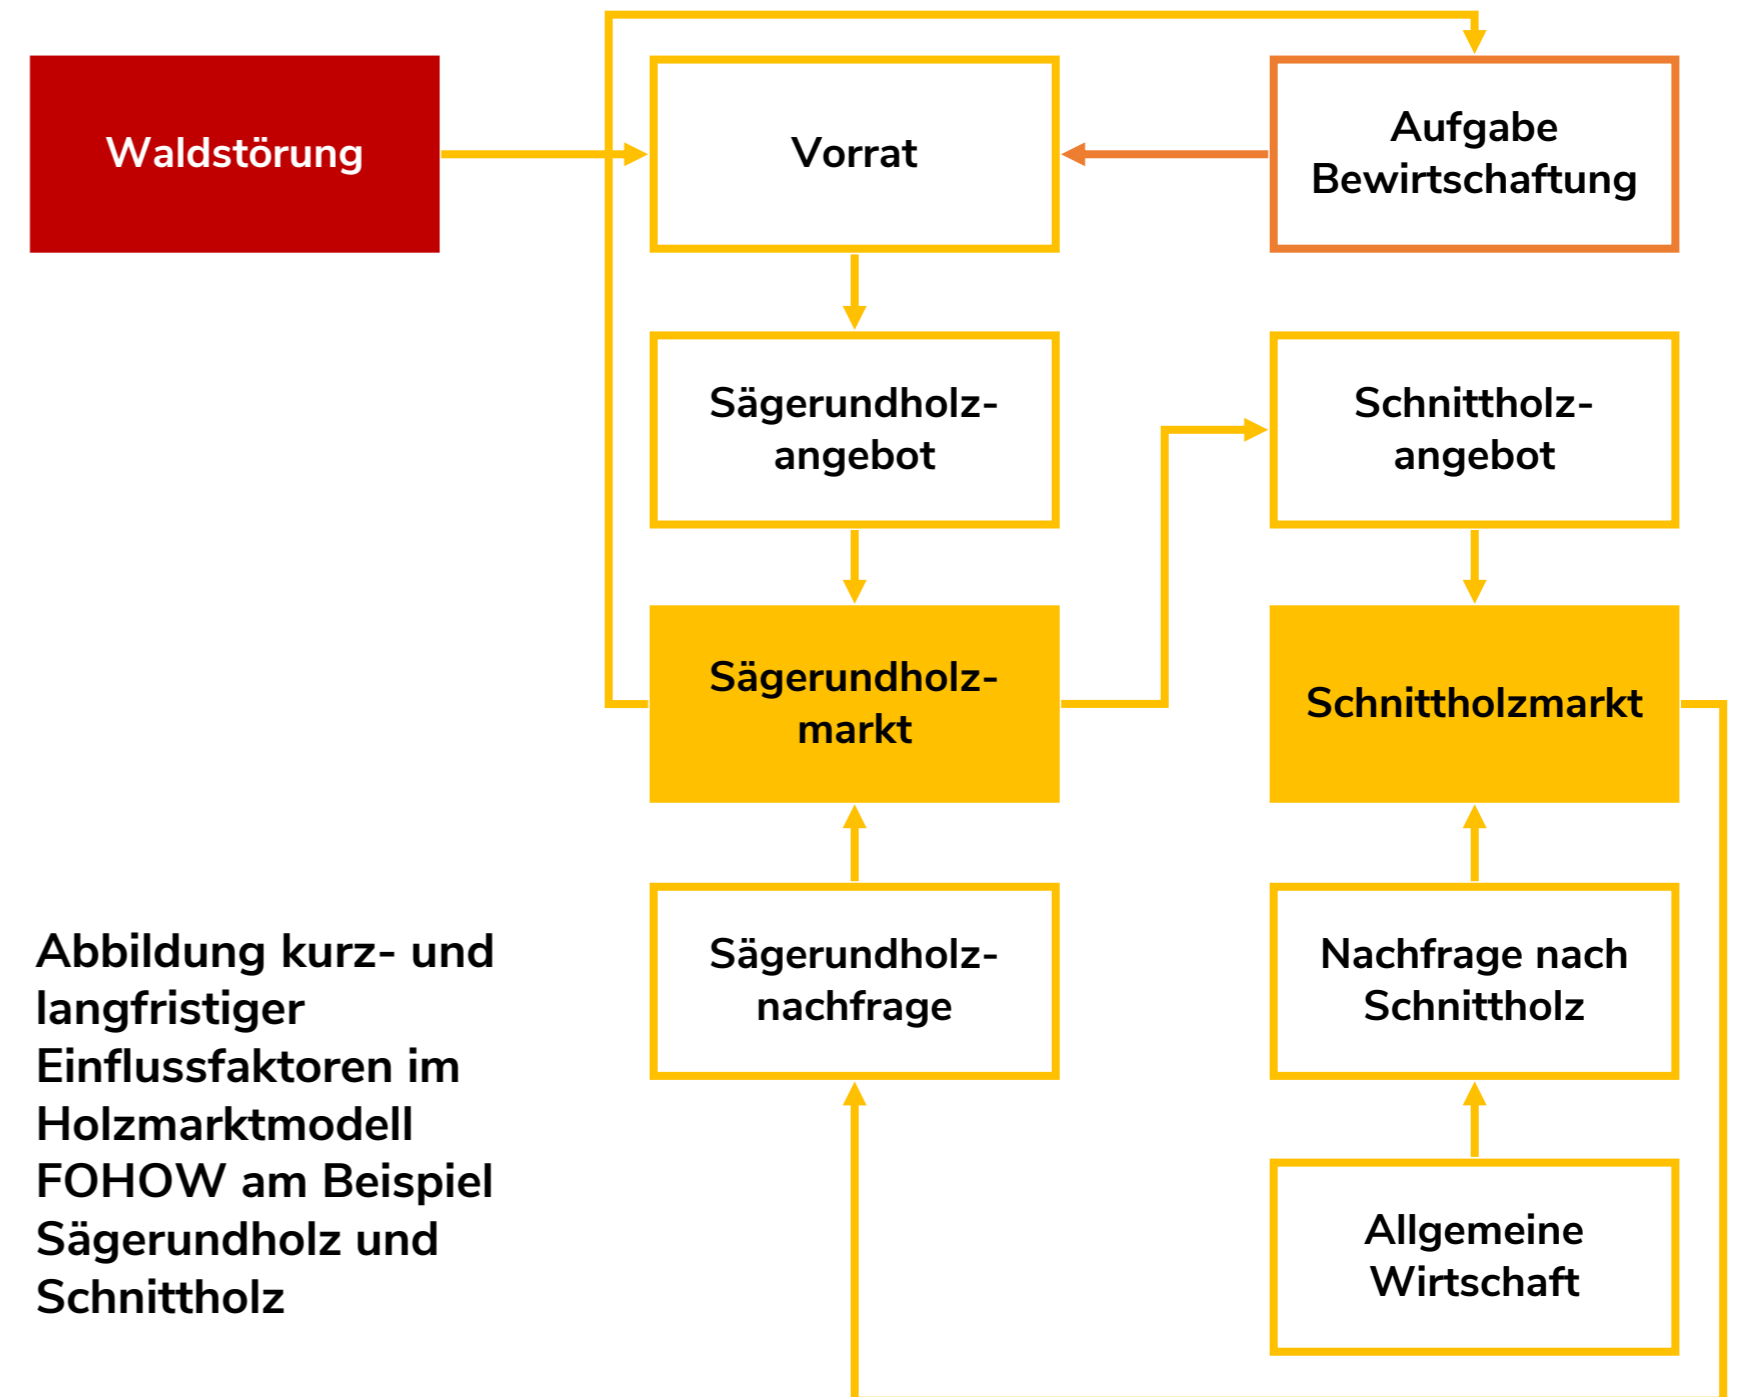 Waldstörung
Vorrat
Aufgabe
Bewirtschaftung
Sägerundholz-
angebot
Schnittholz-
angebot
Sägerundholz-
markt
Schnittholzmarkt
Sägerundholz-
nachfrage
Nachfrage nach
Schnittholz
Allgemeine
Wirtschaft
Abbildung kurz- und
langfristiger
Einflussfaktoren im
Holzmarktmodell
FOHOW am Beispiel
Sägerundholz und
Schnittholz